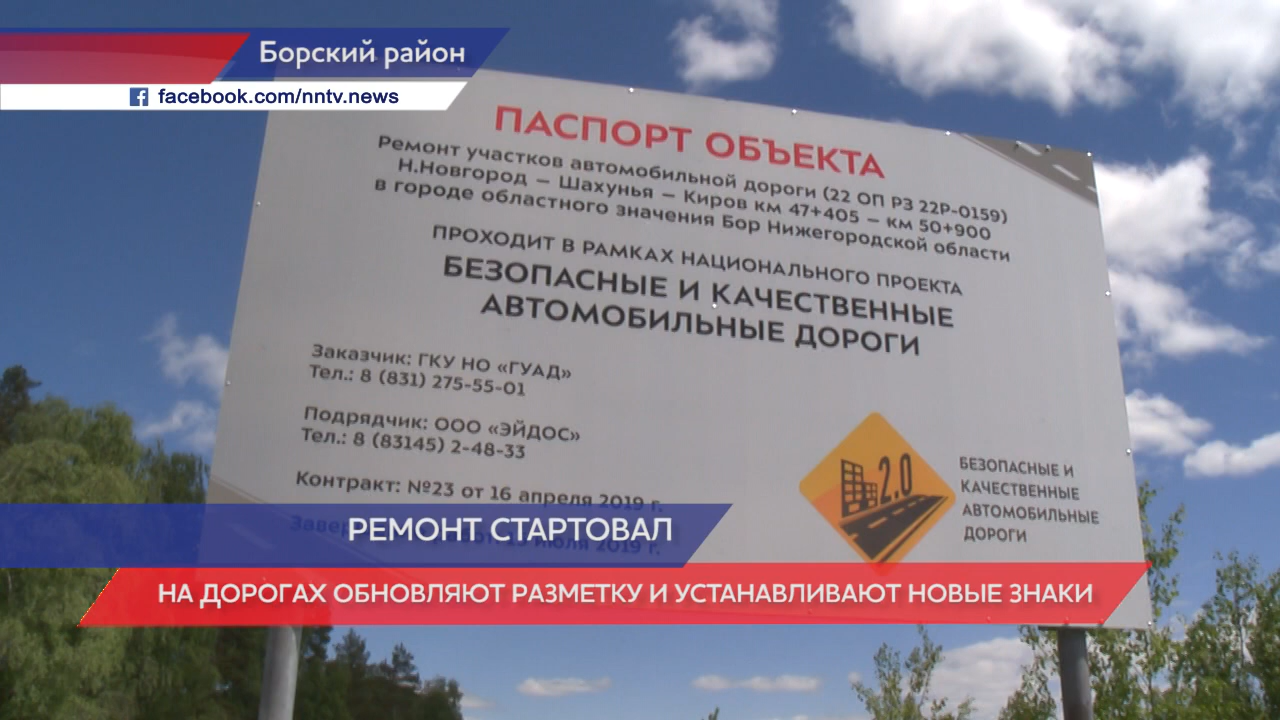 Борский район
facebook.com/nntv.news
ПАСПОРТ ОБЪЕКТА
Ремонт участков автомобильной дороги (22 ОП РЗ 22Р-0159)
Н.Новгород – Шахунья – Киров км 47+405 – км 50+900
в городе областного значения Бор Нижегородской области
ПРОХОДИТ В РАМКАХ НАЦИОНАЛЬНОГО ПРОЕКТА
БЕЗОПАСНЫЕ И КАЧЕСТВЕННЫЕ
АВТОМОБИЛЬНЫЕ ДОРОГИ
Заказчик: ГКУ НО «ГУАД»
Тел.: 8 (831) 275-55-01
Подрядчик: ООО «ЭЙДОС»
Тел.: 8 (83145) 2-48-33
Контракт: №23 от 16 апреля 2019 г.
июля 2019 г.
2.0
БЕЗОПАСНЫЕ И
КАЧЕСТВЕННЫЕ
АВТОМОБИЛЬНЫЕ
ДОРОГИ
РЕМОНТ СТАРТОВАЛ
НА ДОРОГАХ ОБНОВЛЯЮТ РАЗМЕТКУ И УСТАНАВЛИВАЮТ НОВЫЕ ЗНАКИ